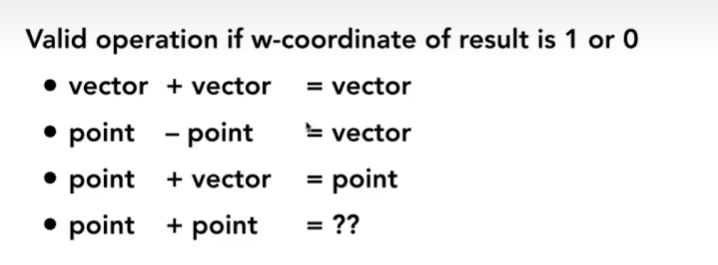 Valid operation if w-coordinate of result is 1 or 0
• vector + vector = vector
• point – point = vector
• point + vector = point
• point + point = ??